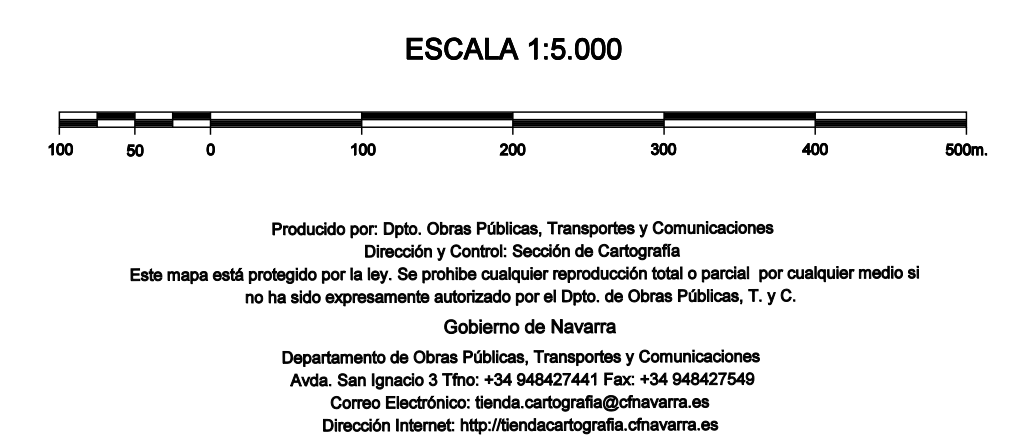 ESCALA 1:5.000
100 50 0 100 200 300 400 500m.
Producido por: Dpto. Obras Públicas, Transportes y Comunicaciones
Dirección y Control: Sección de Cartografía
Este mapa está protegido por la ley. Se prohibe cualquier reproducción total o parcial por cualquier medio si
no ha sido expresamente autorizado por el Dpto. de Obras Públicas, T. y C.
Gobierno de Navarra
Departamento de Obras Públicas, Transportes y Comunicaciones
Avda. San Ignacio 3 Tfno: +34 948427441 Fax: +34 948427549
Correo Electrónico: tienda.cartografia@cfnavarra.es
Dirección Internet: http://tiendacartografia.cfnavarra.es